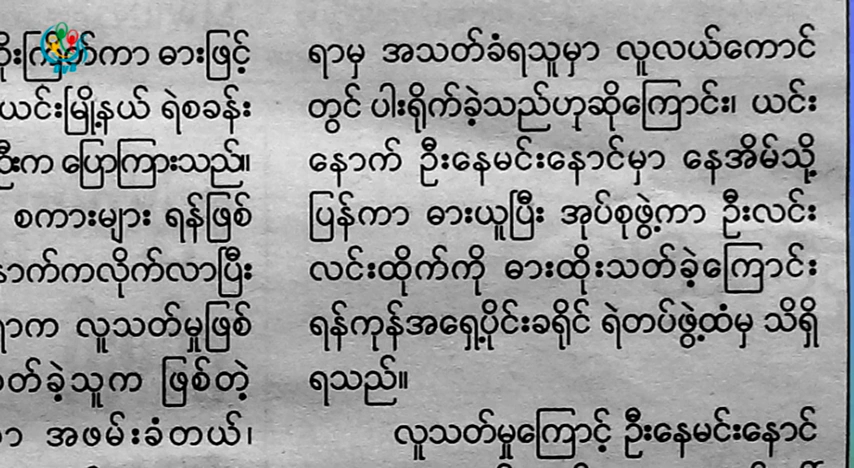 ကာ ဓားဖြင့်
ယင်းမြို့နယ် ရဲစခန်း
ဦးက ပြောကြားသည်။
စကားများ ရန်ဖြစ်
နောက်ကလိုက်လာပြီး
ရာက လူသတ်မှုဖြစ်
တ်ခဲ့သူက ဖြစ်တဲ့
ာ အဖမ်းခံတယ်၊
ရာမှ အသတ်ခံရသူမှာ လူလယ်ကောင်
တွင် ပါးရိုက်ခဲ့သည်ဟုဆိုကြောင်း၊ ယင်း
နောက် ဦးနေမင်းနောင်မှာ နေအိမ်သို့
ပြန်ကာ ဓားယူပြီး အုပ်စုဖွဲ့ကာ ဦးလင်း
လင်းထိုက်ကို ဓားထိုးသတ်ခဲ့ကြောင်း
ရန်ကုန်အရှေ့ပိုင်းခရိုင် ရဲတပ်ဖွဲ့ထံမှ သိရှိ
ရသည်။
လူသတ်မှုကြောင့် ဦးနေမင်းနောင်